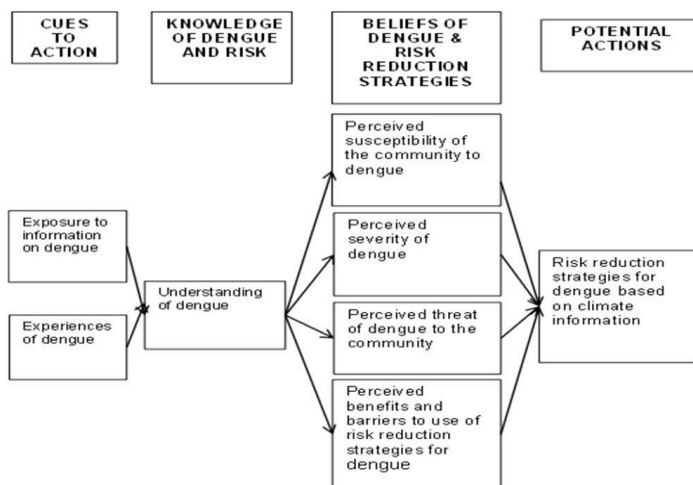 CUES
TO
ACTION
KNOWLEDGE
OF DENGUE
AND RISK
BELIEFS OF
DENGUE &
RISK
REDUCTION
STRATEGIES
POTENTIAL
ACTIONS
Exposure to
information
on dengue
Experiences
of dengue
Understanding
of dengue
Perceived
susceptibility of
the community to
dengue
Perceived
severity of
dengue
Perceived threat
of dengue to the
community
Perceived
benefits and
barriers to use of
risk reduction
strategies for
dengue
Risk reduction
strategies for
dengue based
on climate
information